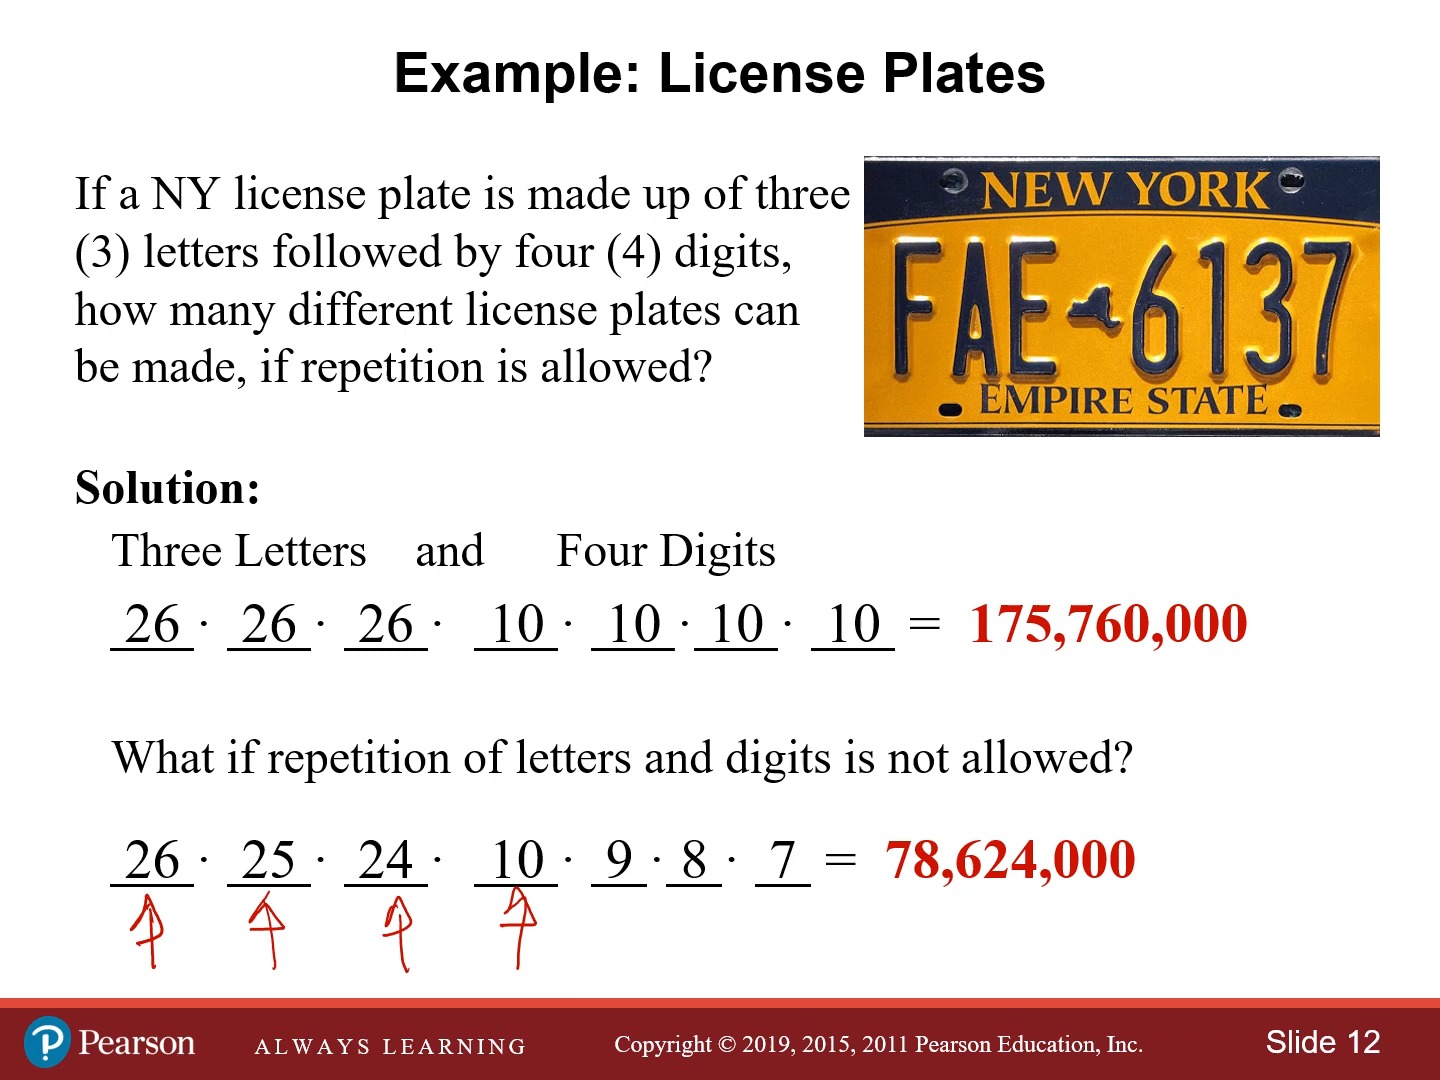 Example: License Plates
If a NY license plate is made up of three
(3) letters followed by four (4) digits,
how many different license plates can
be made, if repetition is allowed?
NEW YORK
FAE 6137
EMPIRE STATE
Solution:
Three Letters and Four Digits
26 · 26 · 26 · 10 · 10 · 10 · 10 = 175,760,000
What if repetition of letters and digits is not allowed?
26 · 25 · 24 · 10 · 9 · 8 · 7 = 78,624,000
Pearson
ALWAYS LEARNING
Copyright © 2019, 2015, 2011 Pearson Education, Inc.
Slide 12